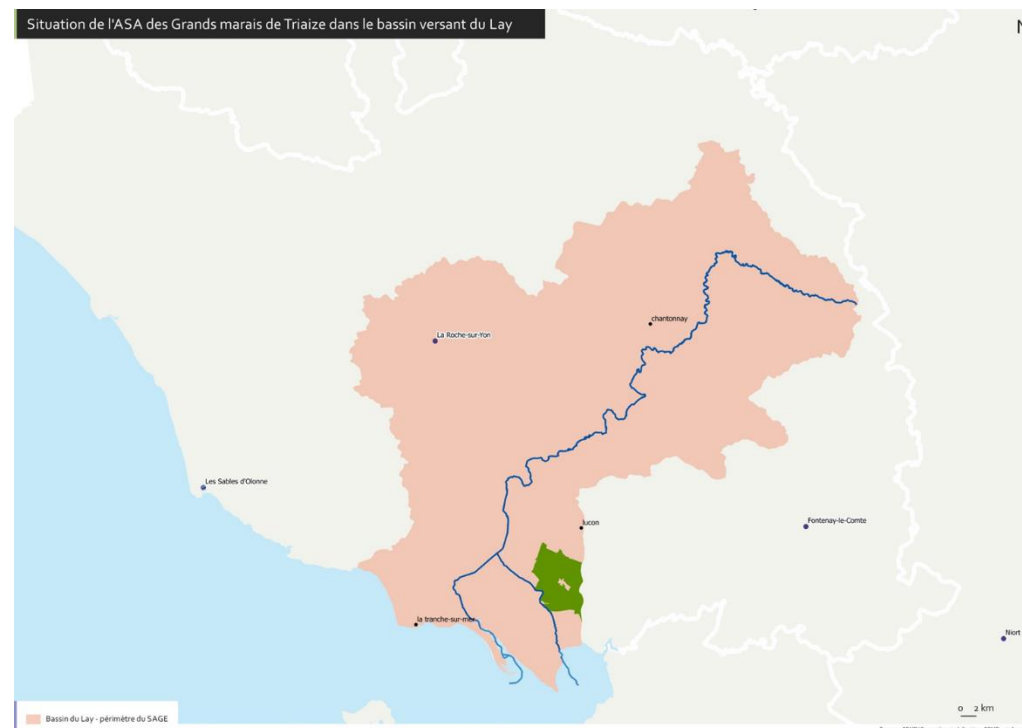 Situation de l'ASA des Grands marais de Triaize dans le bassin versant du Lay
N
chantonnay
La Roche-sur-Yon
Les Sables d'Olonne
lucon
Fontenay-le-Comte
la tranche-sur-mer
Niort
0 2 km
Bassin du Lay - périmètre du SAGE